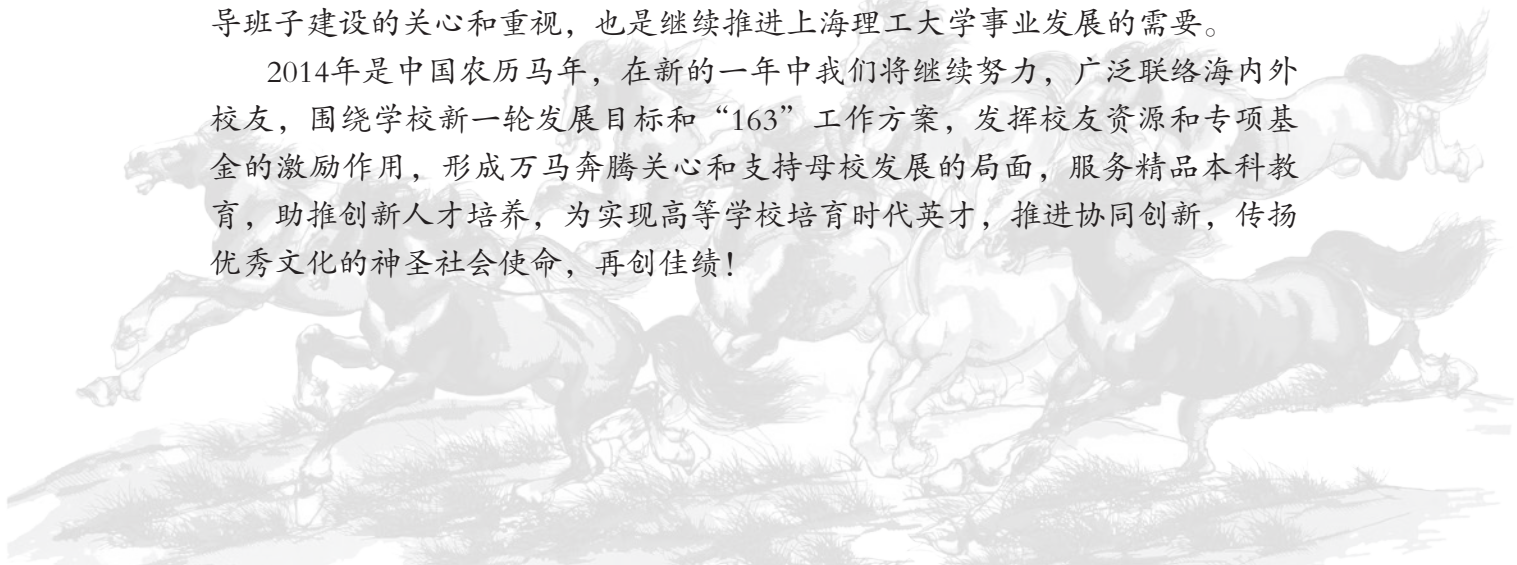 导班子建设的关心和重视，也是继续推进上海理工大学事业发展的需要。
2014年是中国农历马年，在新的一年中我们将继续努力，广泛联络海内外
校友，围绕学校新一轮发展目标和“163”工作方案，发挥校友资源和专项基
金的激励作用，形成万马奔腾关心和支持母校发展的局面，服务精品本科教
育，助推创新人才培养，为实现高等学校培育时代英才，推进协同创新，传扬
优秀文化的神圣社会使命，再创佳绩！